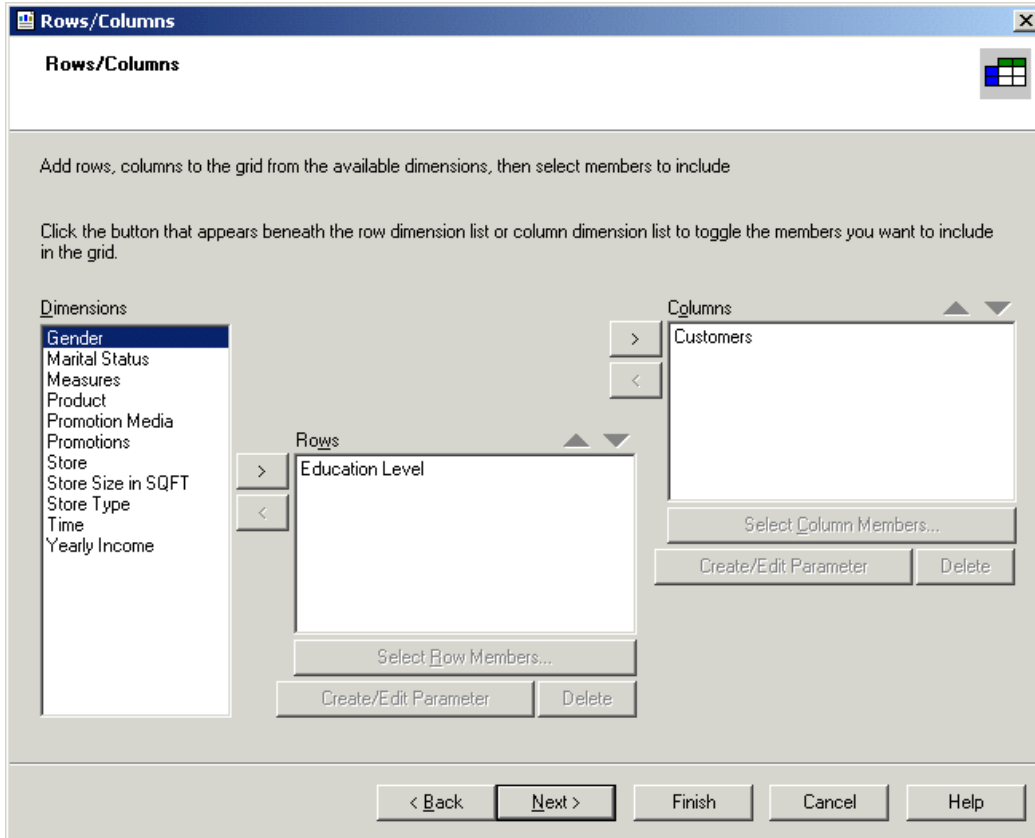 Rows/Columns
Rows/Columns
Add rows, columns to the grid from the available dimensions, then select members to include
Click the button that appears beneath the row dimension list or column dimension list to toggle the members you want to include
in the grid.
Dimensions
Gender
Marital Status
Measures
Product
Promotion Media
Promotions
Store
Store Size in SQFT
Store Type
Time
Yearly Income
>
<
Rows
Education Level
Select Row Members...
Create/Edit Parameter
Delete
>
<
Columns
Customers
Select Column Members...
Create/Edit Parameter
Delete
< Back
Next >
Finish
Cancel
Help